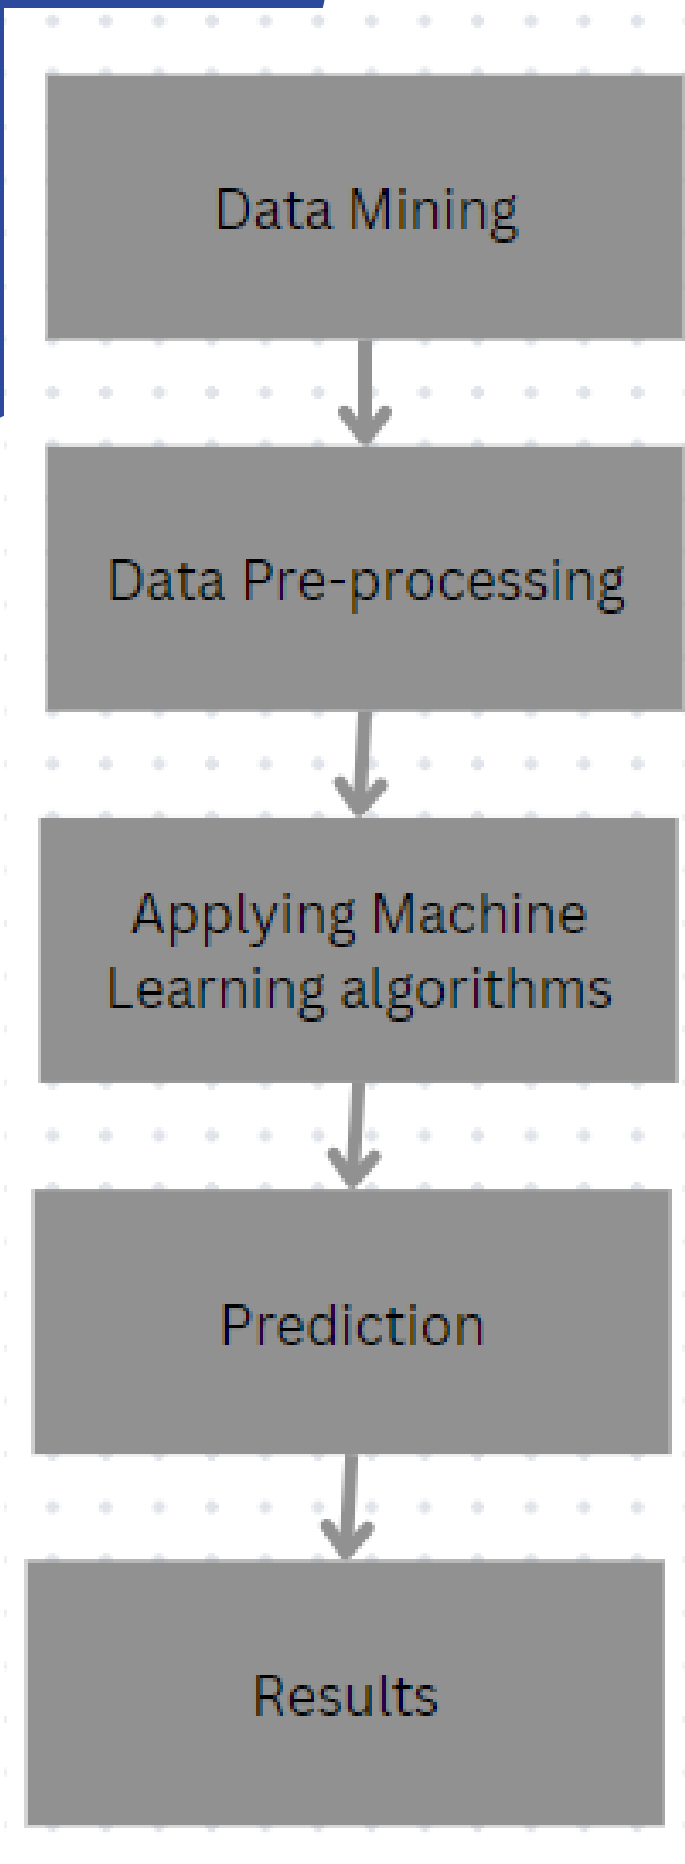 Data Mining
Data Pre-processing
Applying Machine
Learning algorithms
Prediction
Results